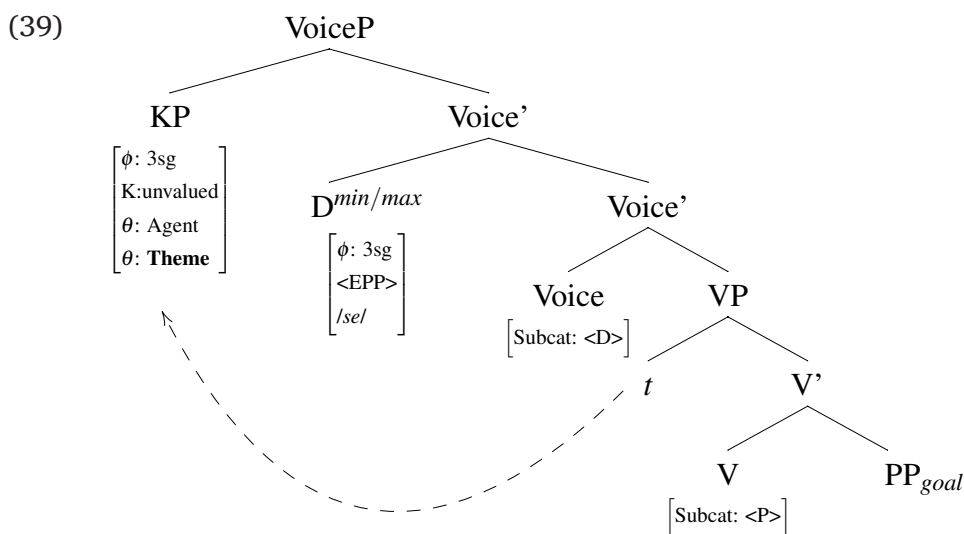 (39)
VoiceP
KP
Voice’
ϕ: 3sg
K:unvalued
θ: Agent
θ: Theme
D^min/max
Voice’
ϕ: 3sg
<EPP>
/se/
Voice
VP
[Subcat: <D>]
t
V’
V
PP_goal
[Subcat: <P>]